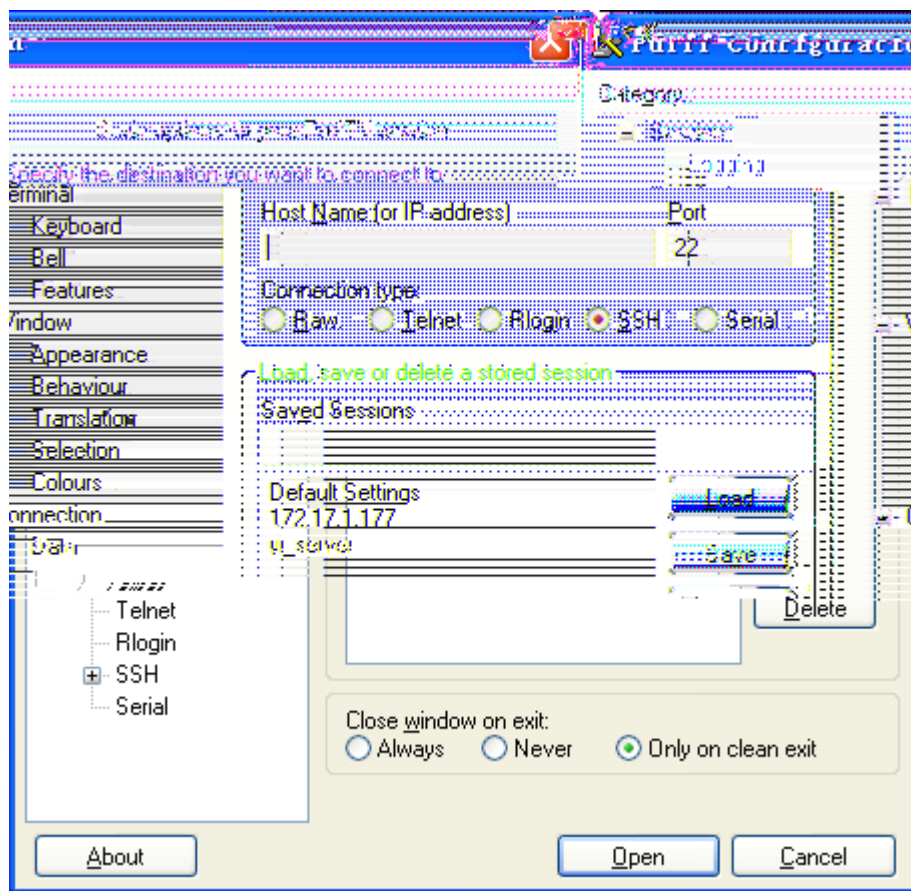 Category:
Logging
Specify the destination you want to connect to
erminal
Keyboard
Bell
Features
Window
Appearance
Behaviour
Translation
Selection
Colours
onnection
Data
Telnet
Rlogin
SSH
Serial
Host Name (or IP address)
Port
22
Connection type:
Raw
Telnet
Rlogin
SSH
Serial
Load, save or delete a stored session
Saved Sessions
Default Settings
172.17.1.177
Load
Save
Delete
Close window on exit:
Always
Never
Only on clean exit
About
Open
Cancel